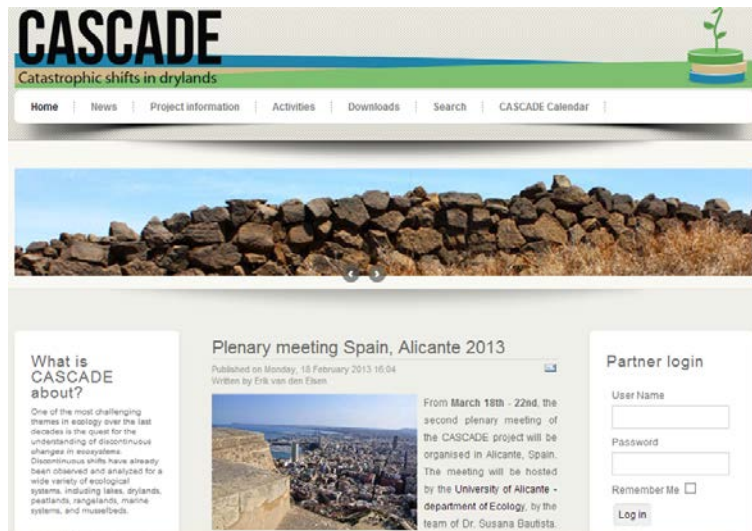 CASCADE
Catastrophic shifts in drylands
Home News Project information Activities Downloads Search CASCADE Calendar
What is
CASCADE
about?
One of the most challenging
themes in ecology over the last
decades is the quest for the
understanding of discontinuous
changes in ecosystems.
Discontinuous shifts have already
been observed and analyzed for a
wide variety of ecological
systems, including lakes, drylands,
peatlands, rangelands, marine
systems, and musselbeds.
Plenary meeting Spain, Alicante 2013
Published on Monday, 18 February 2013 16:04
Written by Erik van den Elsen
From March 18th - 22nd, the
second plenary meeting of
the CASCADE project will be
organised in Alicante, Spain.
The meeting will be hosted
by the University of Alicante -
department of Ecology, by the
team of Dr. Susana Bautista.
Partner login
User Name
Password
Remember Me
Log in